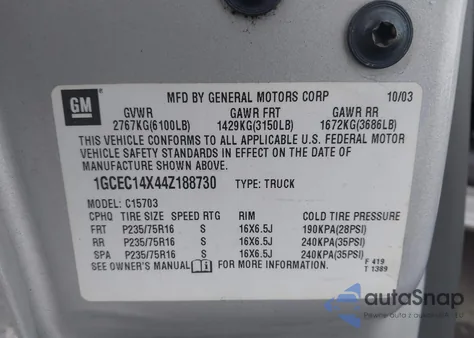 GM
MFD BY GENERAL MOTORS CORP 10/03
GVWR GAWR FRT GAWR RR
2767KG(6100LB) 1429KG(3150LB) 1672KG(3686LB)
THIS VEHICLE CONFORMS TO ALL APPLICABLE U.S. FEDERAL MOTOR
VEHICLE SAFETY STANDARDS IN EFFECT ON THE DATE OF
MANUFACTURE SHOWN ABOVE.
1GCEC14X44Z188730 TYPE: TRUCK
MODEL: C15703
CPHQ TIRE SIZE SPEED RTG RIM COLD TIRE PRESSURE
FRT P235/75R16 S 16X6.5J 190KPA(28PSI)
RR P235/75R16 S 16X6.5J 240KPA(35PSI)
SPA P235/75R16 S 16X6.5J 240KPA(35PSI)
SEE OWNER'S MANUAL i FOR MORE INFORMATION. F 419
T 1389
autoSnap
Pewne auto z